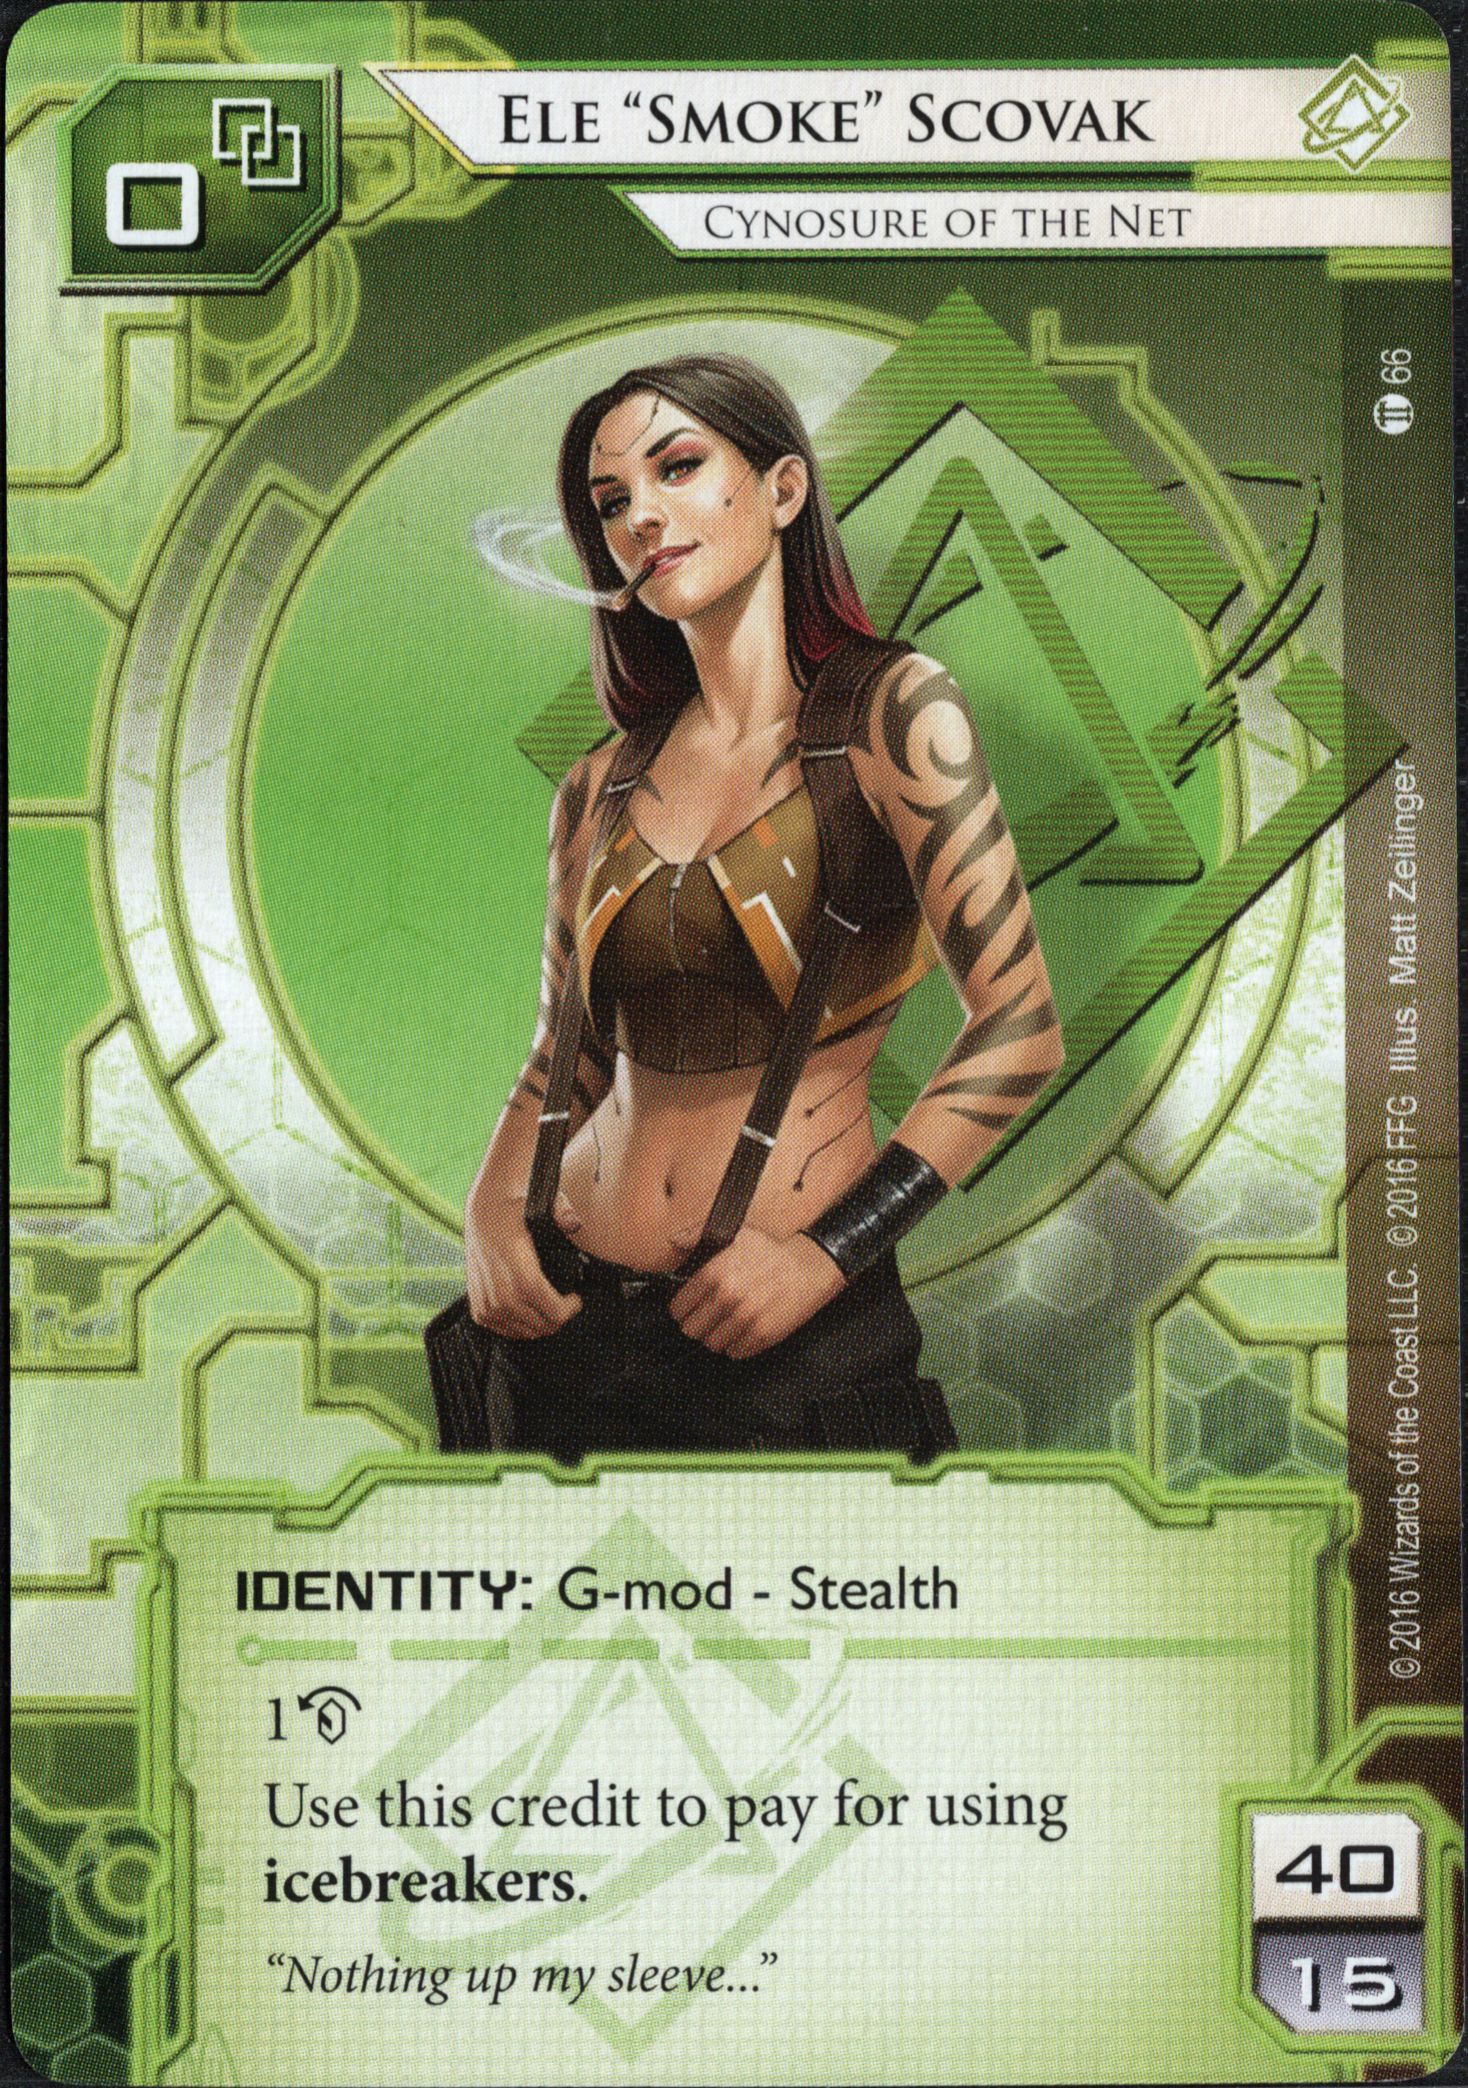 0
ELE “SMOKE” SCOVAK
CYNOSURE OF THE NET
66
© 2016 Wizards of the Coast LLC. © 2016 FFG Illus. Matt Zeilinger
IDENTITY: G-mod - Stealth
1
Use this credit to pay for using
icebreakers.
“Nothing up my sleeve...”
40
15